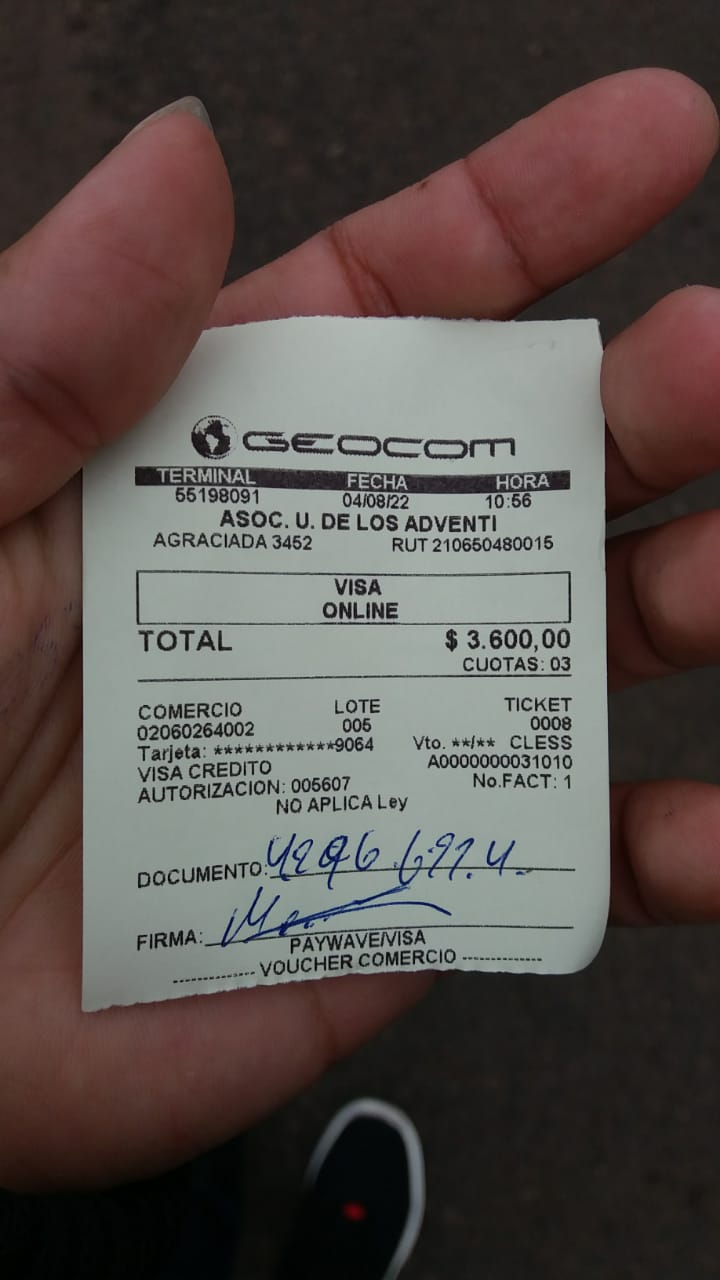 GEOCOM
TERMINAL FECHA HORA
55198091 04/08/22 10:56
ASOC. U. DE LOS ADVENTI
AGRACIADA 3452 RUT 210650480015
VISA
ONLINE
TOTAL $ 3.600,00
CUOTAS: 03
COMERCIO LOTE TICKET
02060264002 005 0008
Tarjeta: ************9064 Vto. **/** CLESS
VISA CREDITO A0000000031010
AUTORIZACION: 005607 No.FACT: 1
NO APLICA Ley
DOCUMENTO:
FIRMA:
PAYWAVE/VISA
------------ VOUCHER COMERCIO ------------